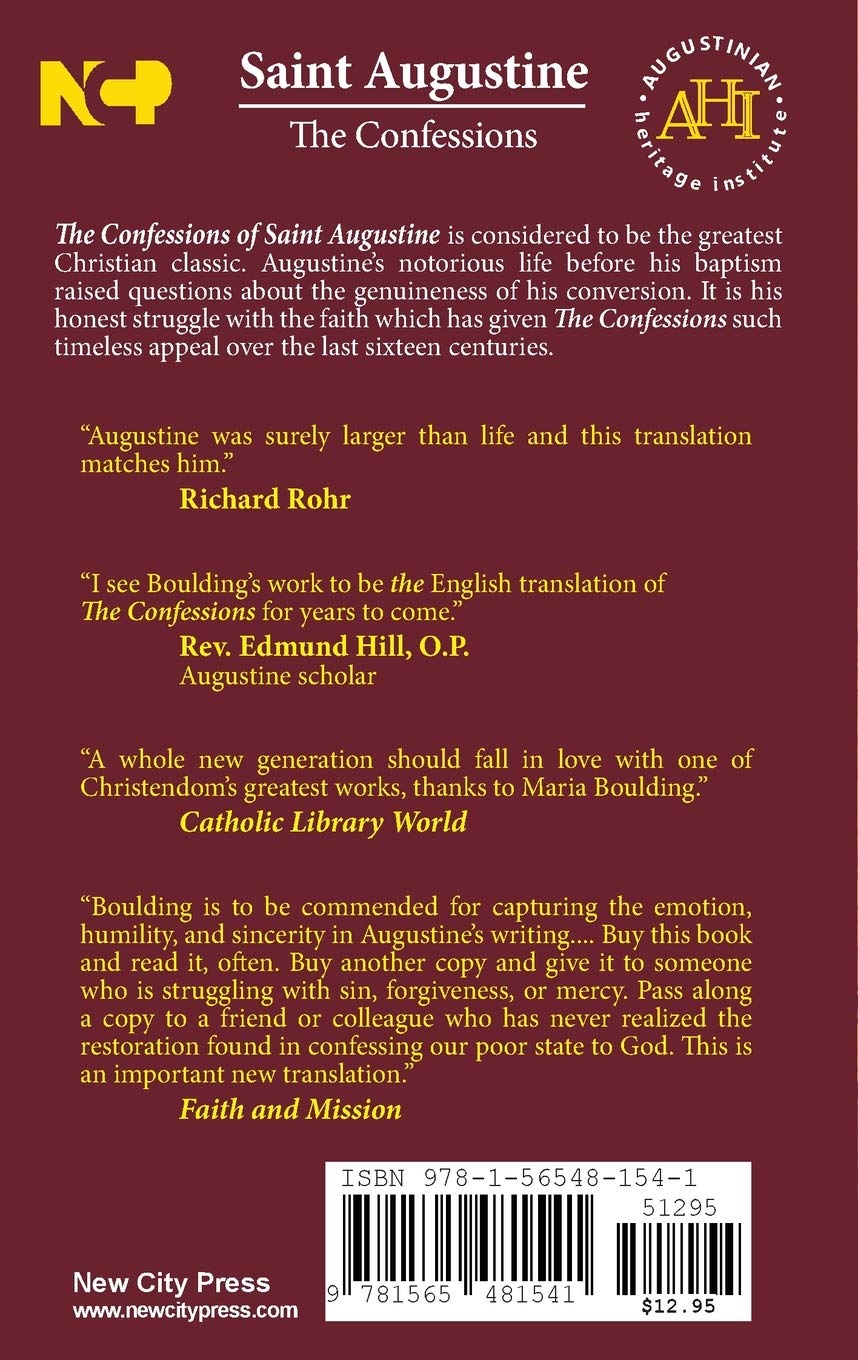 NCP
Saint Augustine
The Confessions
AUGUSTINIAN
AHI
heritage institute
The Confessions of Saint Augustine is considered to be the greatest
Christian classic. Augustine's notorious life before his baptism
raised questions about the genuineness of his conversion. It is his
honest struggle with the faith which has given The Confessions such
timeless appeal over the last sixteen centuries.
“Augustine was surely larger than life and this translation
matches him.”
Richard Rohr
“I see Boulding's work to be the English translation of
The Confessions for years to come.”
Rev. Edmund Hill, O.P.
Augustine scholar
“A whole new generation should fall in love with one of
Christendom's greatest works, thanks to Maria Boulding.”
Catholic Library World
“Boulding is to be commended for capturing the emotion,
humility, and sincerity in Augustine's writing.... Buy this book
and read it, often. Buy another copy and give it to someone
who is struggling with sin, forgiveness, or mercy. Pass along
a copy to a friend or colleague who has never realized the
restoration found in confessing our poor state to God. This is
an important new translation.”
Faith and Mission
ISBN 978-1-56548-154-1
51295
9 781565 481541
$12.95
New City Press
www.newcitypress.com